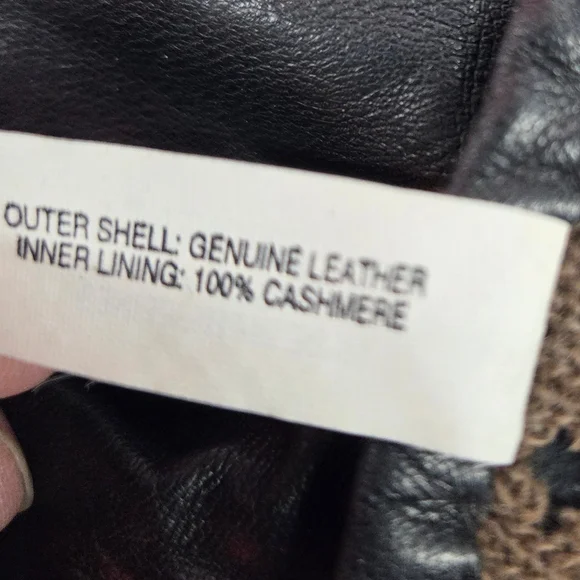 OUTER SHELL: GENUINE LEATHER
INNER LINING: 100% CASHMERE